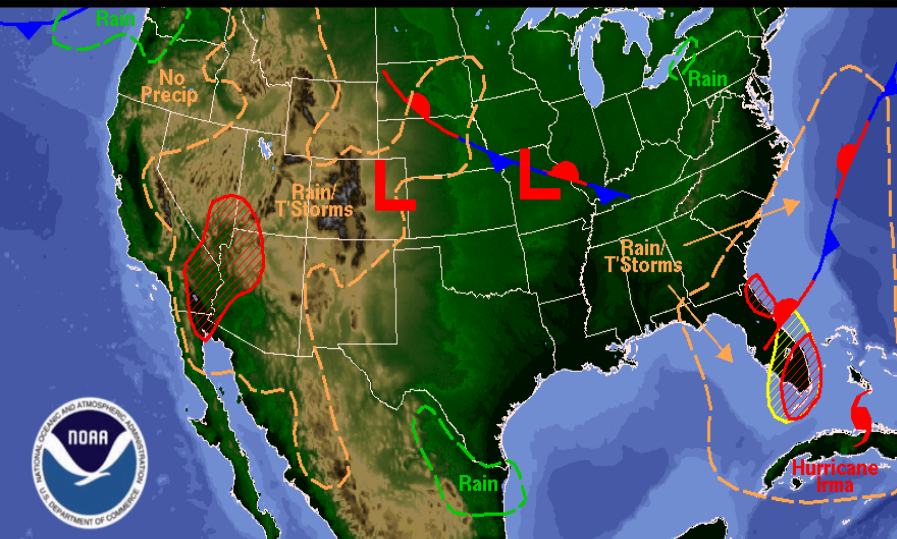 Rain
No
Precip
Rain
Rain/
T'Storms
L
L
Rain/
T'Storms
Rain
Hurricane
Irma
NATIONAL OCEANIC AND ATMOSPHERIC ADMINISTRATION
NOAA
U.S. DEPARTMENT OF COMMERCE